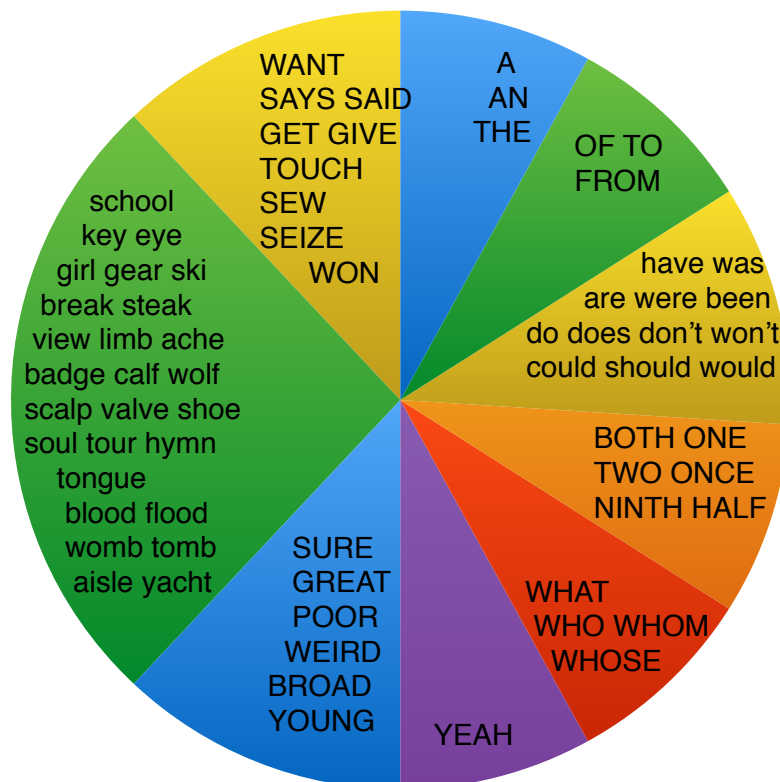 A
AN
THE
OF TO
FROM
have was
are were been
do does don’t won’t
could should would
BOTH ONE
TWO ONCE
NINTH HALF
WHAT
WHO WHOM
WHOSE
YEAH
SURE
GREAT
POOR
WEIRD
BROAD
YOUNG
school
key eye
girl gear ski
break steak
view limb ache
badge calf wolf
scalp valve shoe
soul tour hymn
tongue
blood flood
womb tomb
aisle yacht
WANT
SAYS SAID
GET GIVE
TOUCH
SEW
SEIZE
WON